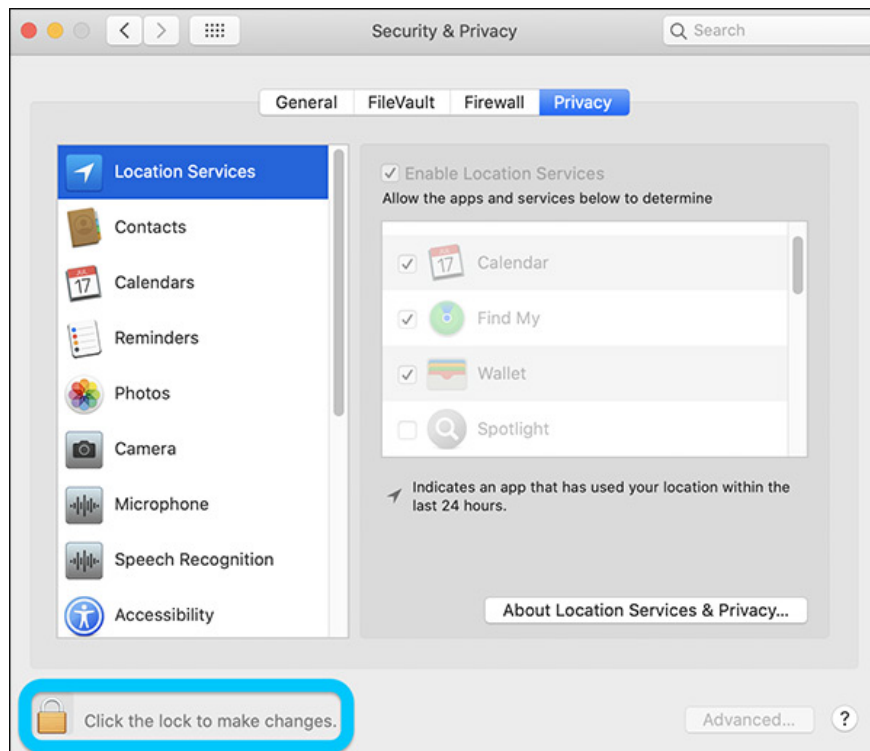 Security & Privacy
Search
General
FileVault
Firewall
Privacy
Location Services
Contacts
JUL
17
Calendars
Reminders
Photos
Camera
Microphone
Speech Recognition
Accessibility
Enable Location Services
Allow the apps and services below to determine
JUL
17
Calendar
Find My
Wallet
Spotlight
Indicates an app that has used your location within the
last 24 hours.
About Location Services & Privacy...
Click the lock to make changes.
Advanced...
?